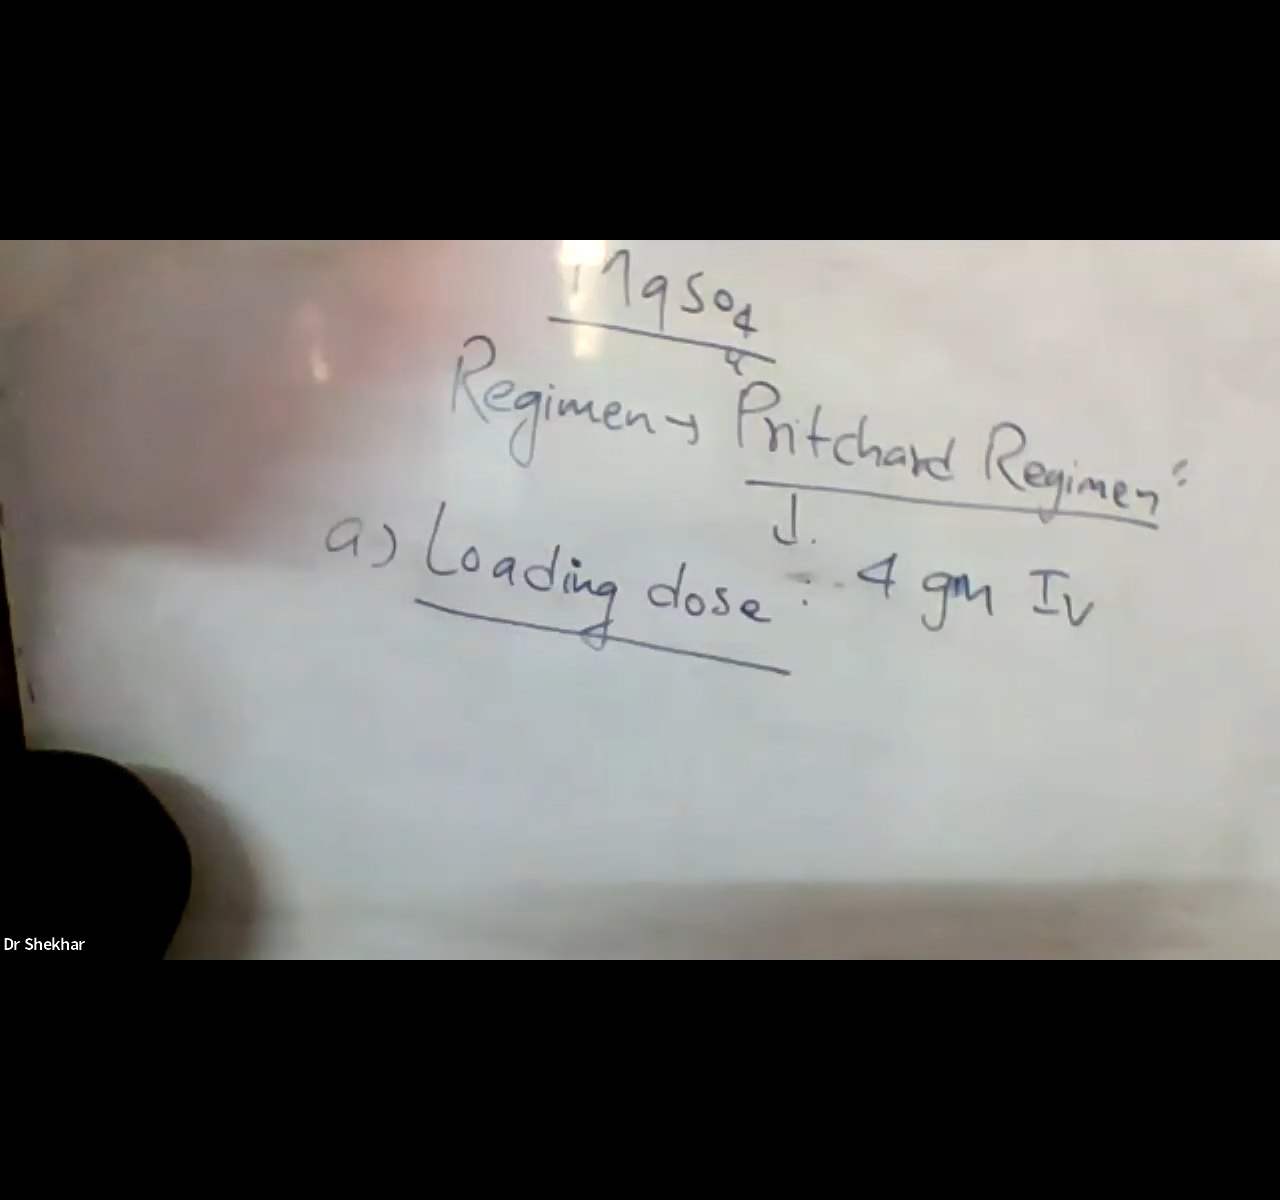 MgSO4
Regimen → Pritchard Regimen :
↓
a) Loading dose : 4 gm IV
Dr Shekhar